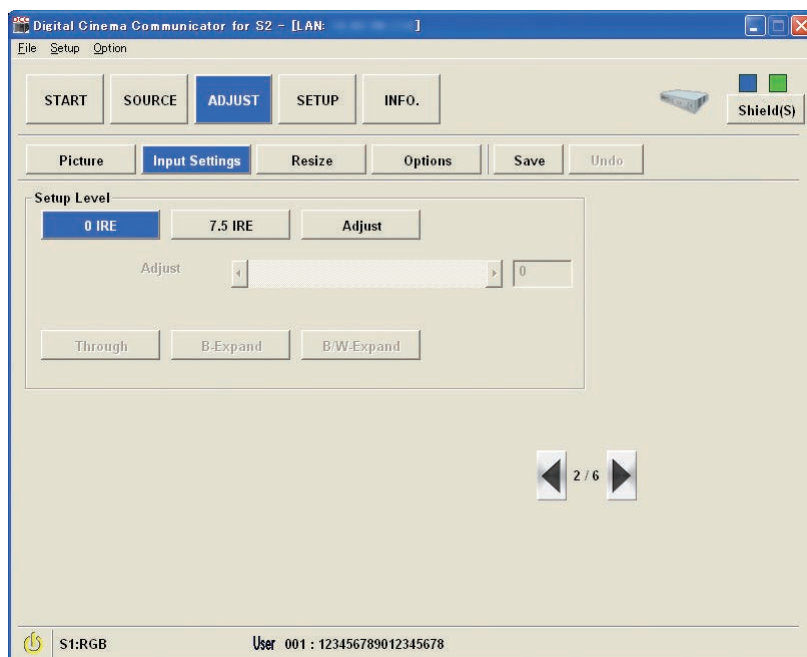 Digital Cinema Communicator for S2 - [LAN: ]
File Setup Option
START SOURCE ADJUST SETUP INFO. Shield(S)
Picture Input Settings Resize Options Save Undo
Setup Level
0 IRE 7.5 IRE Adjust
Adjust 0
Through B-Expand B/W-Expand
2 / 6
S1:RGB User 001 : 123456789012345678